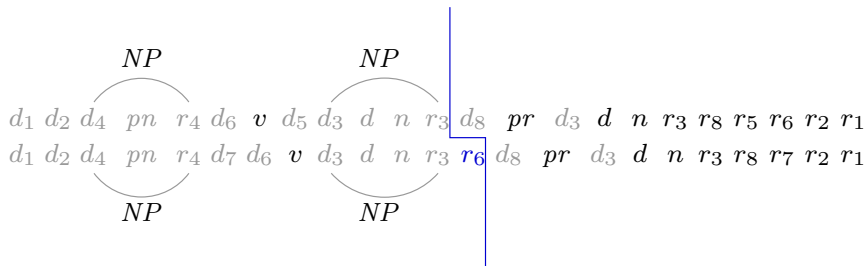 NP NP
d₁ d₂ d₄ pn r₄ d₆ v d₅ d₃ d n r₃ d₈ pr d₃ d n r₃ r₈ r₅ r₆ r₂ r₁
d₁ d₂ d₄ pn r₄ d₇ d₆ v d₃ d n r₃ r₆ d₈ pr d₃ d n r₃ r₈ r₇ r₂ r₁
NP NP